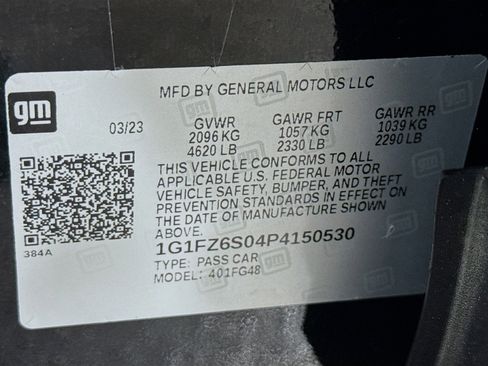 MFD BY GENERAL MOTORS LLC
gm
03/23 GVWR GAWR FRT GAWR RR
2096 KG 1057 KG 1039 KG
4620 LB 2330 LB 2290 LB
THIS VEHICLE CONFORMS TO ALL
APPLICABLE U.S. FEDERAL MOTOR
VEHICLE SAFETY, BUMPER, AND THEFT
PREVENTION STANDARDS IN EFFECT ON
THE DATE OF MANUFACTURE SHOWN
ABOVE.
384A
1G1FZ6S04P4150530
TYPE: PASS CAR
MODEL: 401FG48